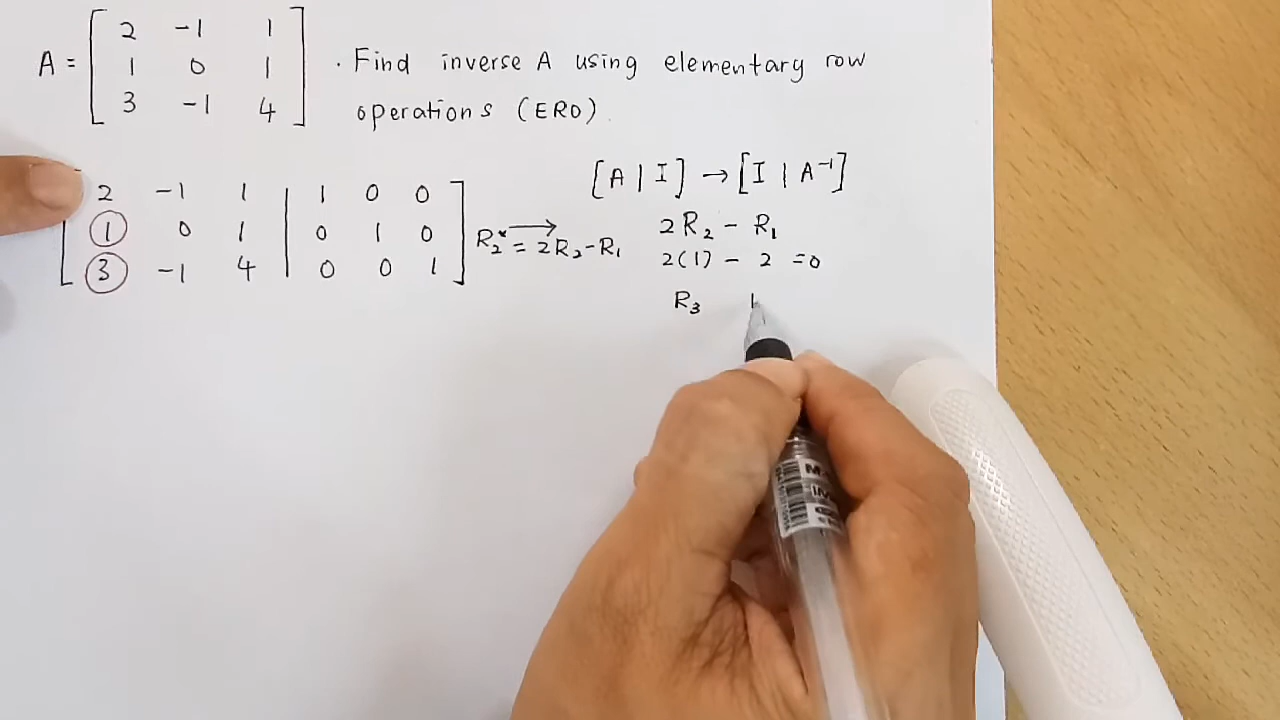 A = [ 2 -1 1
1 0 1
3 -1 4 ] . Find inverse A using elementary row
operations (ERO).
[A | I] → [I | A⁻¹]
2 -1 1 | 1 0 0 ]
1 0 1 | 0 1 0
[ 3 -1 4 | 0 0 1 ]
R₂* = 2R₂ - R₁ →
2R₂ - R₁
2(1) - 2 = 0
R₃